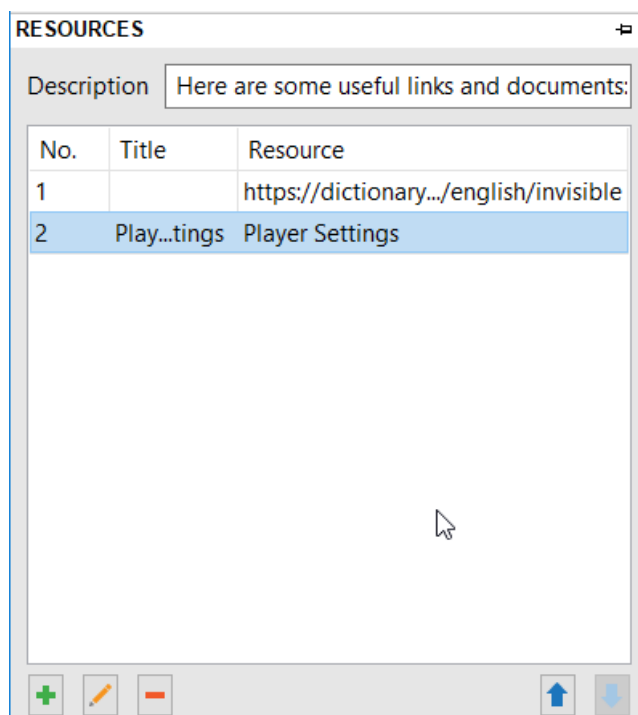 RESOURCES
Description Here are some useful links and documents:
No. Title Resource
1 https://dictionary.../english/invisible
2 Play...tings Player Settings